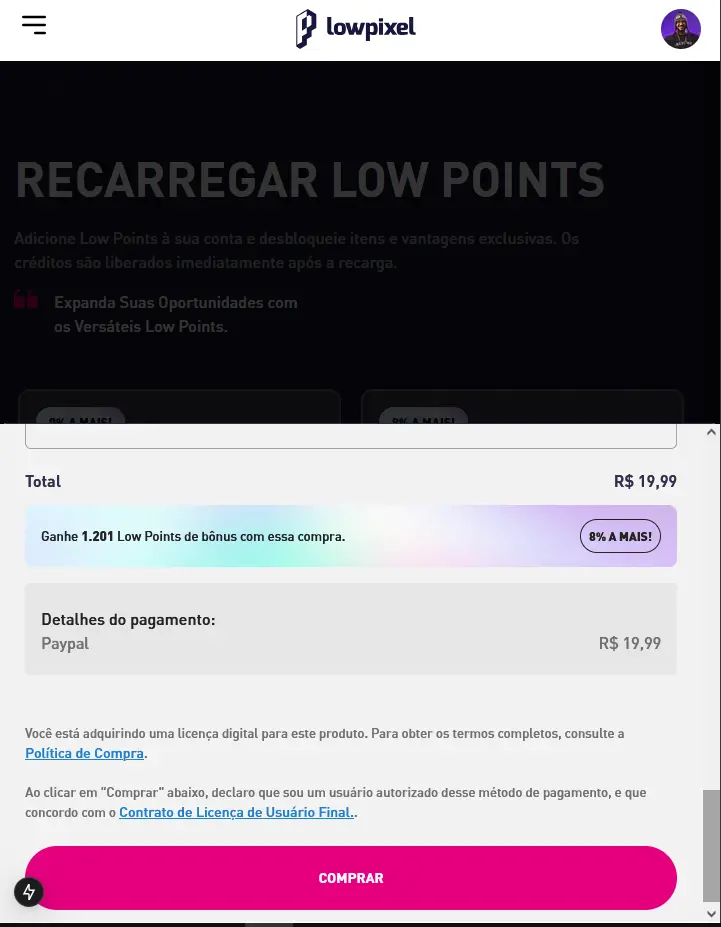 lowpixel
RECARREGAR LOW POINTS
Adicione Low Points à sua conta e desbloqueie itens e vantagens exclusivas. Os
créditos são liberados imediatamente após a recarga.
Expanda Suas Oportunidades com
os Versáteis Low Points.
8% A MAIS! 8% A MAIS!
Total R$ 19,99
Ganhe 1.201 Low Points de bônus com essa compra. 8% A MAIS!
Detalhes do pagamento:
Paypal R$ 19,99
Você está adquirindo uma licença digital para este produto. Para obter os termos completos, consulte a
Política de Compra.
Ao clicar em "Comprar" abaixo, declaro que sou um usuário autorizado desse método de pagamento, e que
concordo com o Contrato de Licença de Usuário Final..
COMPRAR